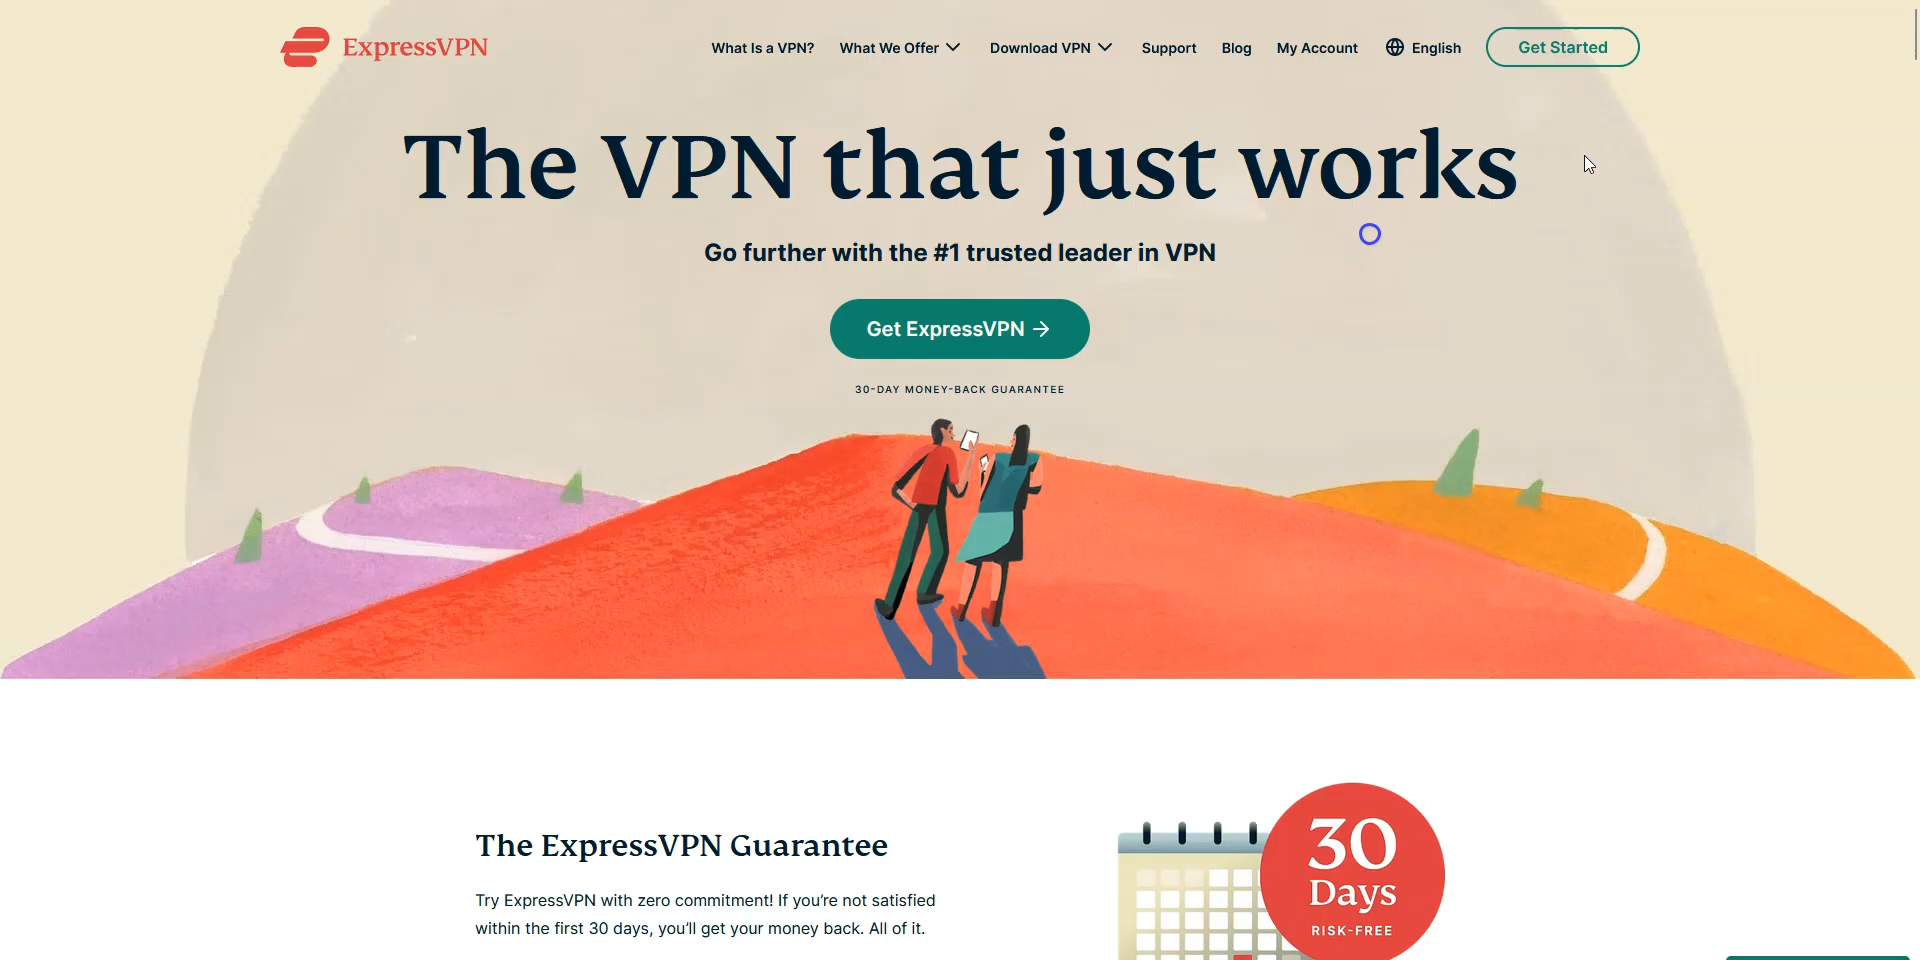 ExpressVPN
What Is a VPN? What We Offer Download VPN Support Blog My Account English Get Started
The VPN that just works
Go further with the #1 trusted leader in VPN
Get ExpressVPN →
30-DAY MONEY-BACK GUARANTEE
The ExpressVPN Guarantee
Try ExpressVPN with zero commitment! If you’re not satisfied
within the first 30 days, you’ll get your money back. All of it.
30
Days
RISK-FREE